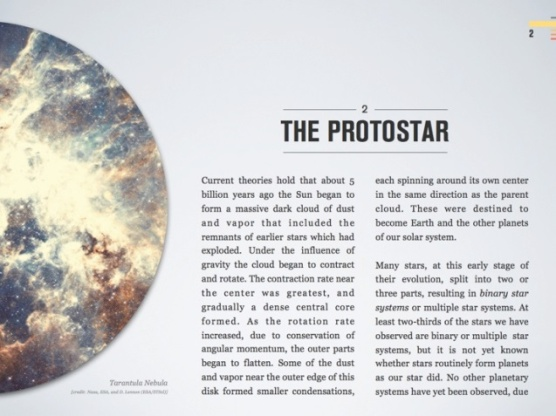 2
2
THE PROTOSTAR
Current theories hold that about 5
billion years ago the Sun began to
form a massive dark cloud of dust
and vapor that included the
remnants of earlier stars which had
exploded. Under the influence of
gravity the cloud began to contract
and rotate. The contraction rate near
the center was greatest, and
gradually a dense central core
formed. As the rotation rate
increased, due to conservation of
angular momentum, the outer parts
began to flatten. Some of the dust
and vapor near the outer edge of this
disk formed smaller condensations,
each spinning around its own center
in the same direction as the parent
cloud. These were destined to
become Earth and the other planets
of our solar system.
Many stars, at this early stage of
their evolution, split into two or
three parts, resulting in binary star
systems or multiple star systems. At
least two-thirds of the stars we have
observed are binary or multiple star
systems, but it is not yet known
whether stars routinely form planets
as our star did. No other planetary
systems have yet been observed, due
Tarantula Nebula